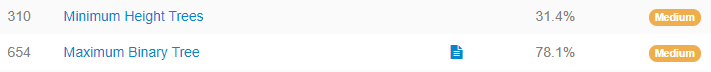 310 Minimum Height Trees 31.4% Medium
654 Maximum Binary Tree 78.1% Medium